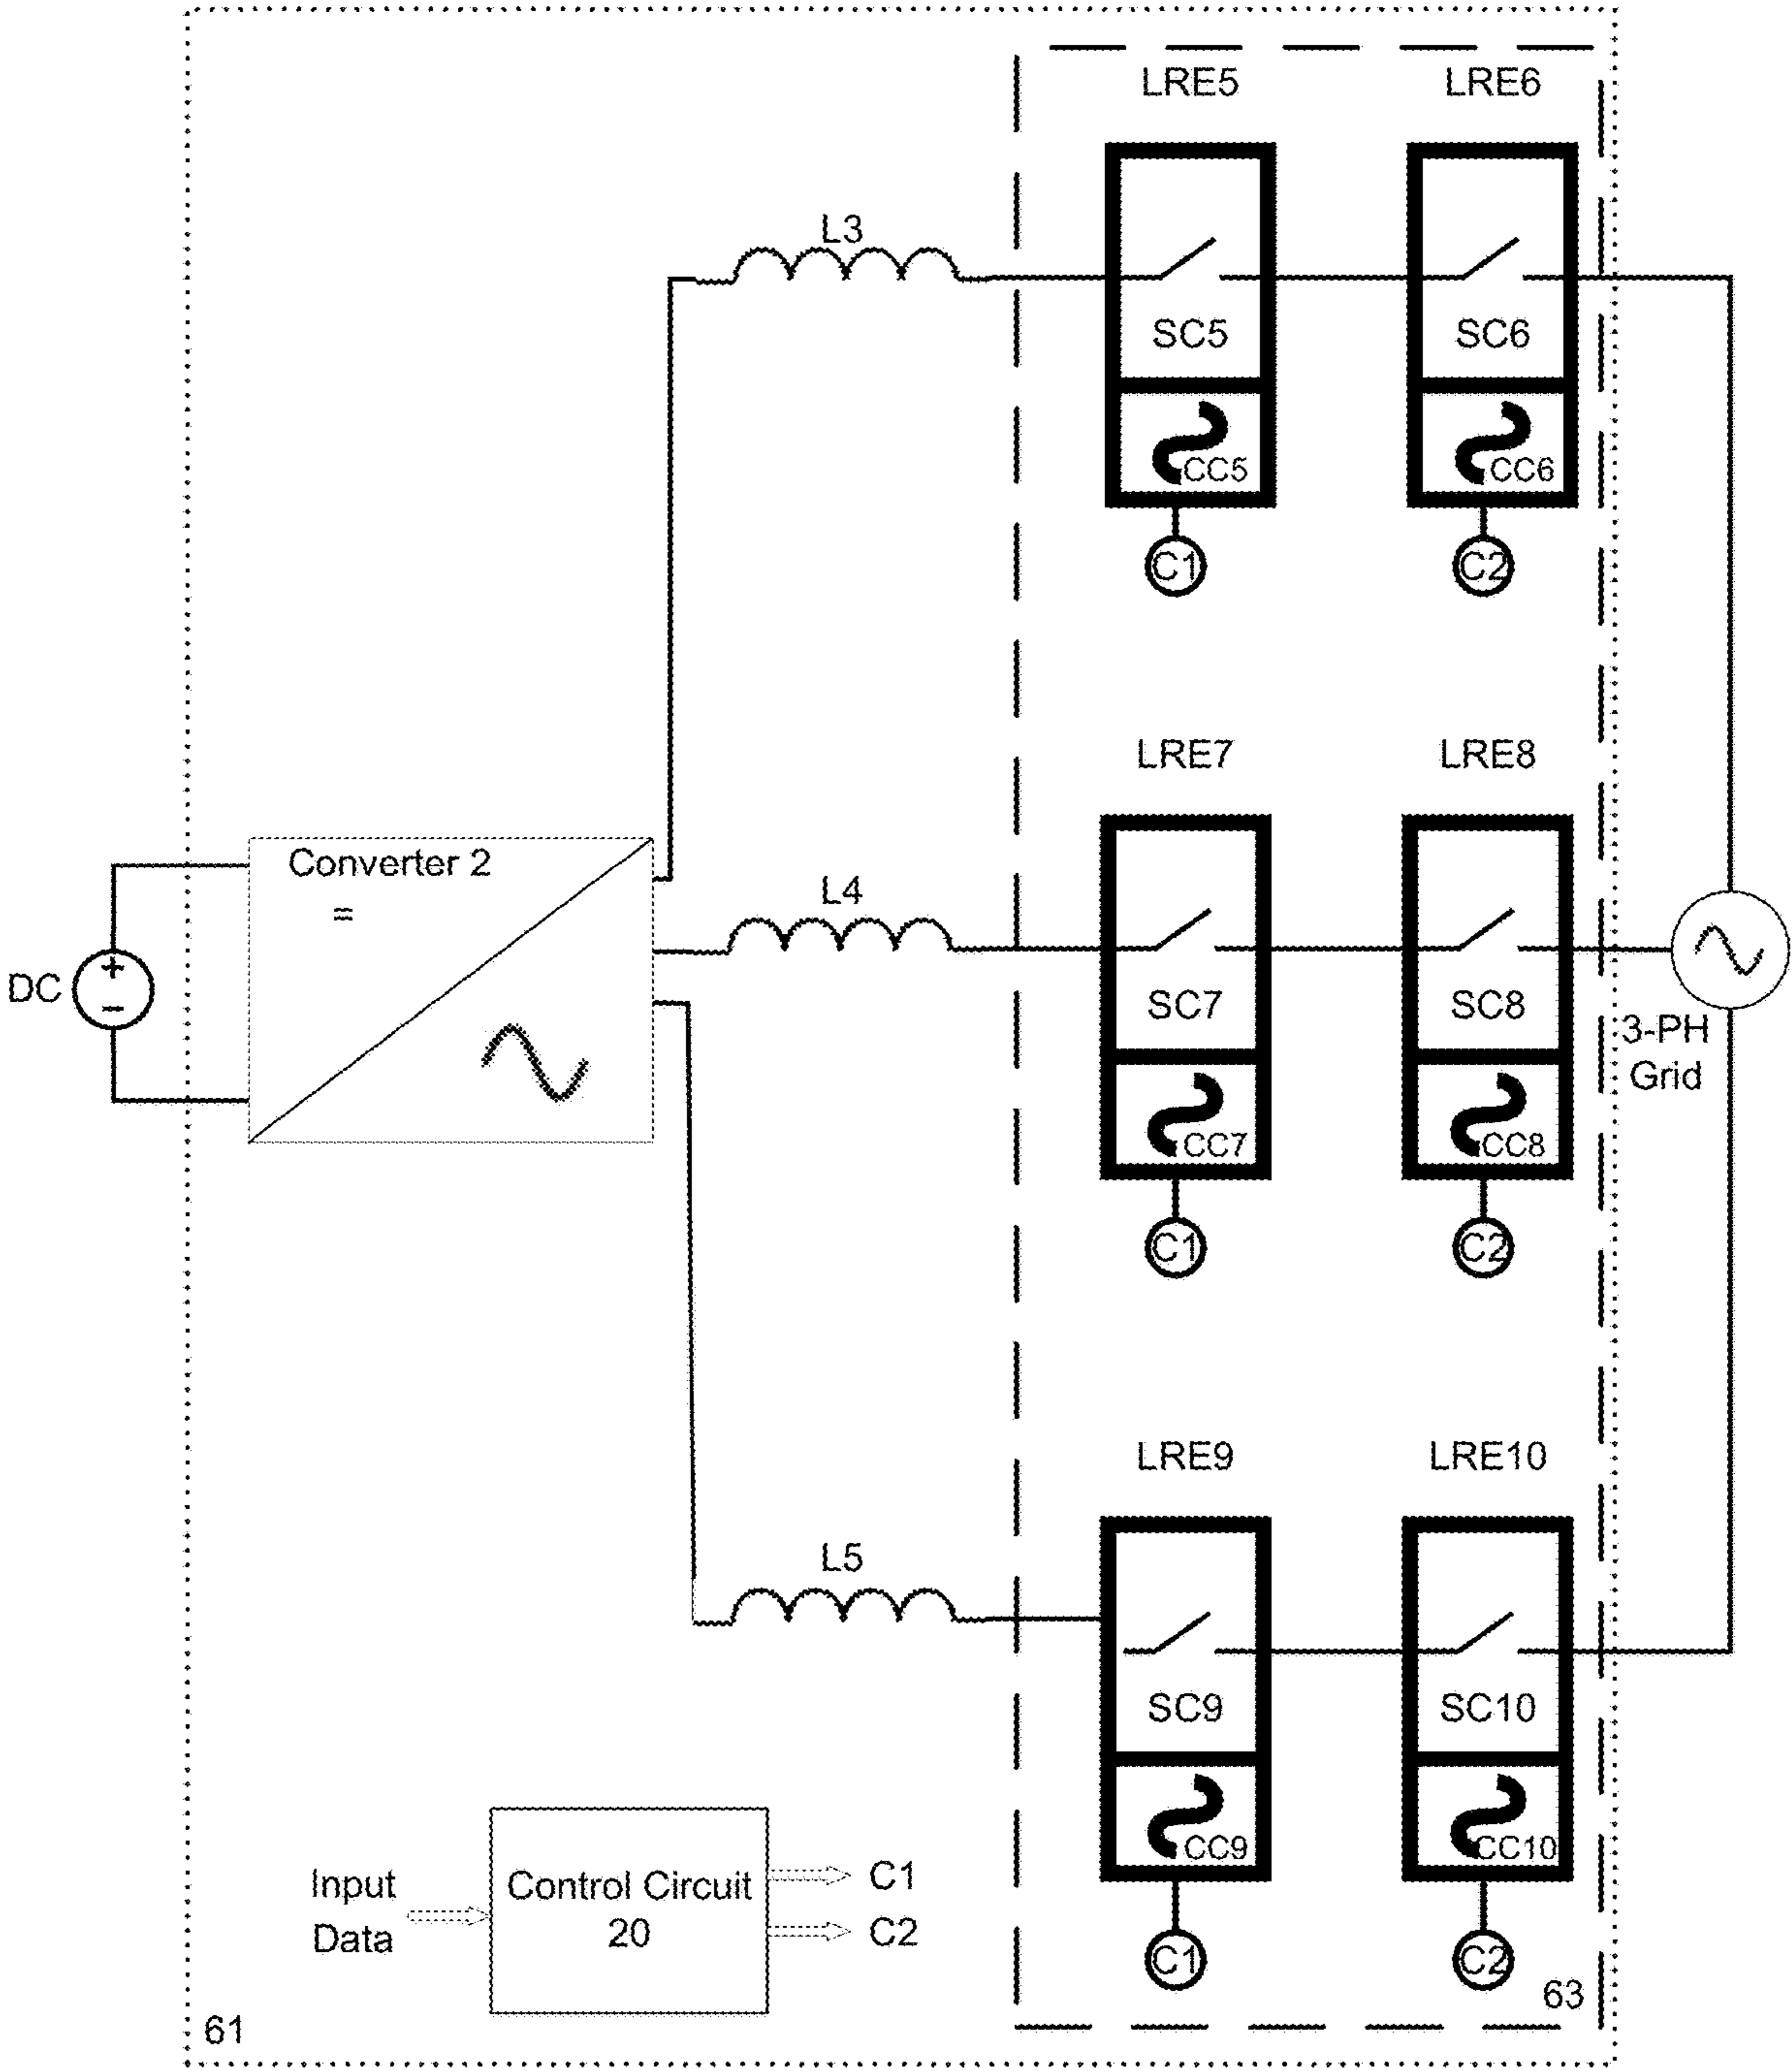 LRE5 LRE6
L3
SC5 SC6
CC5 CC6
C1 C2
LRE7 LRE8
Converter 2
=
L4
DC
+
−
SC7 SC8
3-PH
Grid
CC7 CC8
C1 C2
LRE9 LRE10
L5
SC9 SC10
CC9 CC10
Input
Data
Control Circuit
20
C1
C2
C1 C2
63
61